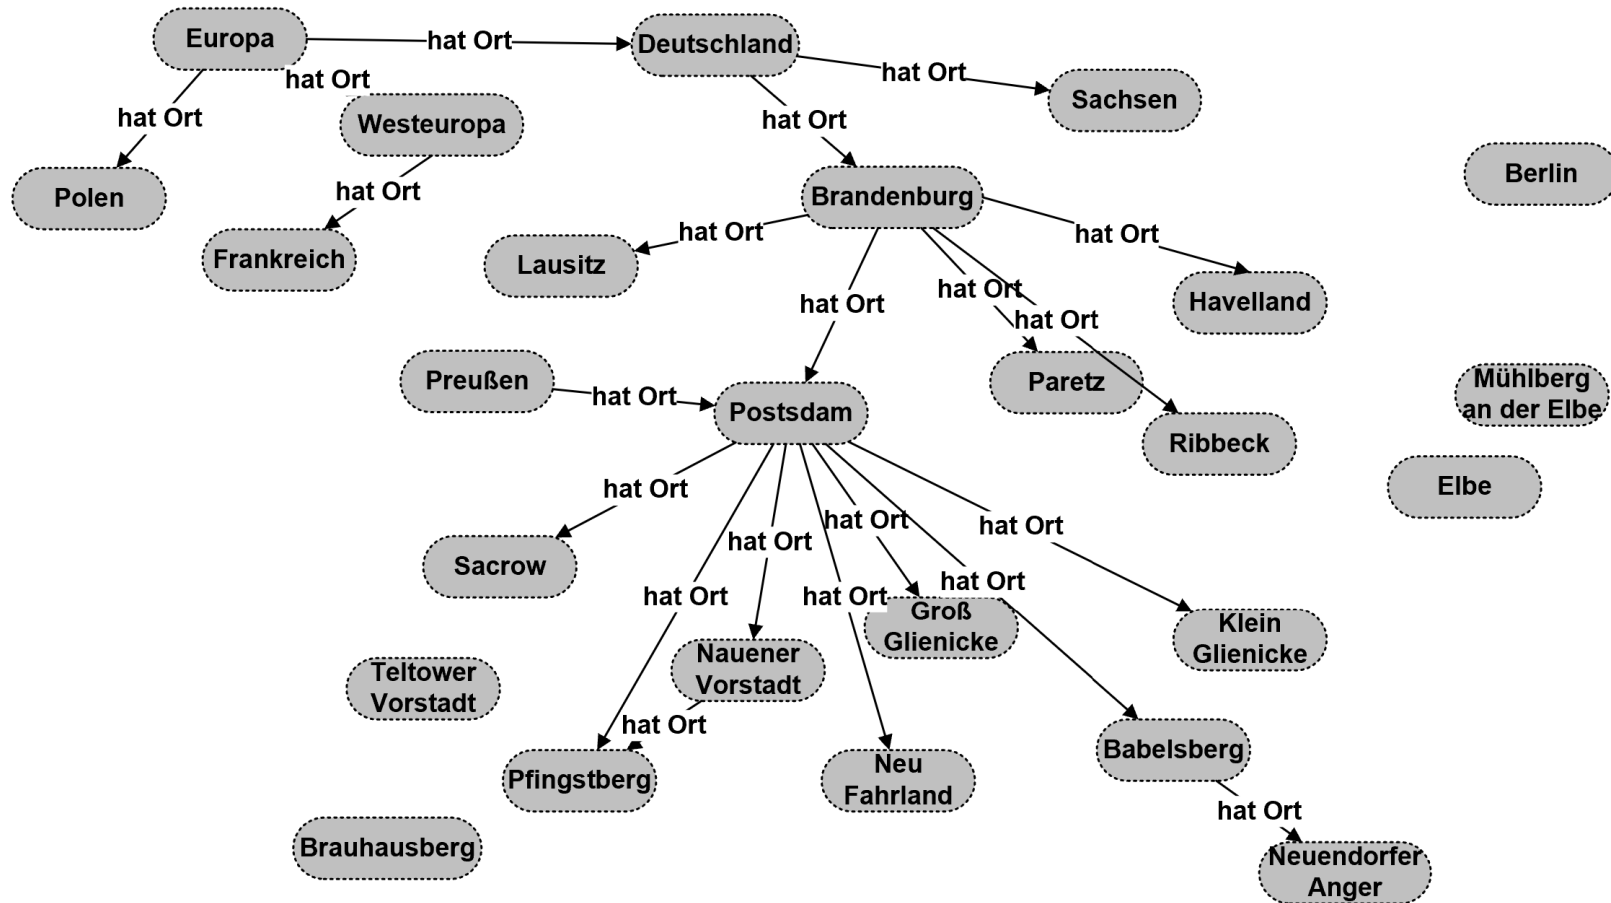 Europa
hat Ort
Deutschland
hat Ort
hat Ort
Sachsen
hat Ort
Westeuropa
hat Ort
Polen
hat Ort
Frankreich
Berlin
Brandenburg
hat Ort
Lausitz
hat Ort
Havelland
hat Ort
hat Ort
hat Ort
Preußen
hat Ort
Postsdam
Paretz
Ribbeck
Mühlberg
an der Elbe
Elbe
hat Ort
Sacrow
hat Ort
hat Ort
hat Ort
hat Ort
hat Ort
hat Ort
Groß
Glienicke
Klein
Glienicke
Teltower
Vorstadt
Nauener
Vorstadt
hat Ort
Pfingstberg
Neu
Fahrland
Babelsberg
hat Ort
Brauhausberg
Neuendorfer
Anger